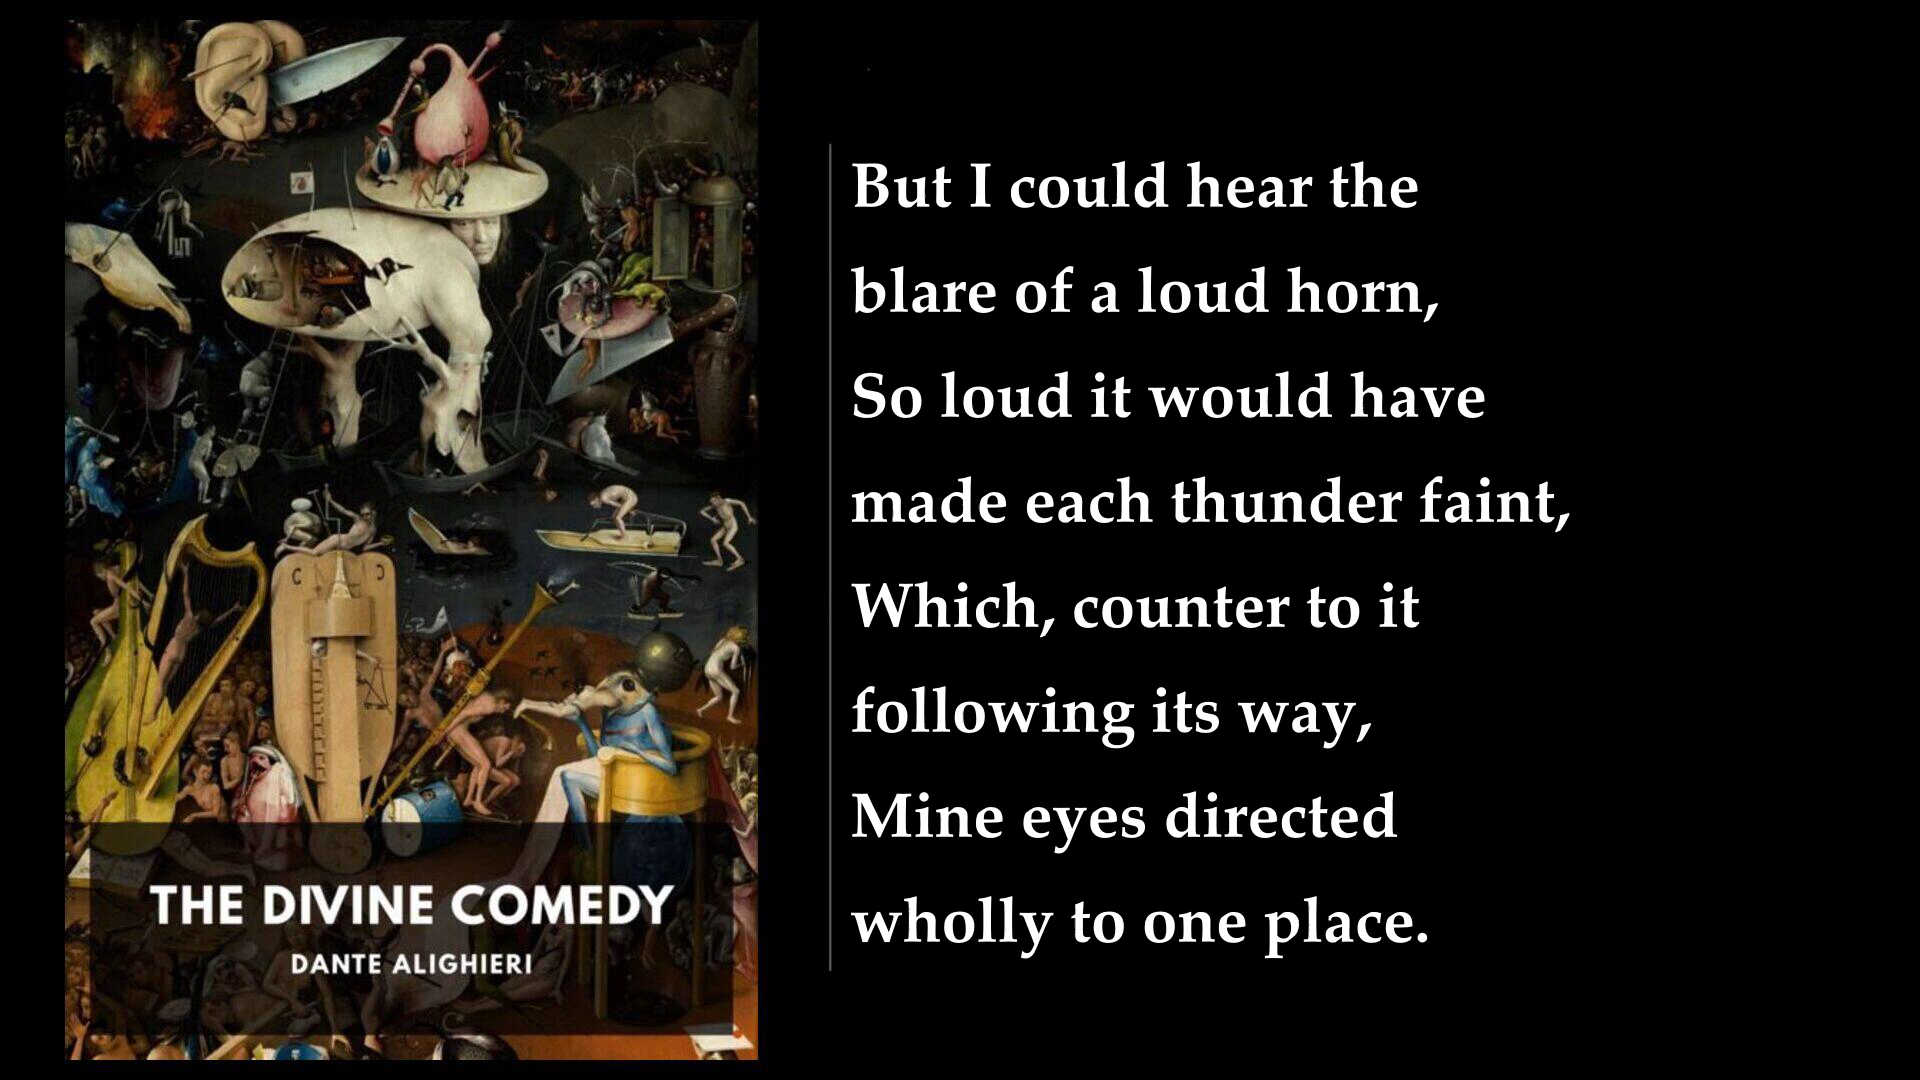 But I could hear the
blare of a loud horn,
So loud it would have
made each thunder faint,
Which, counter to it
following its way,
Mine eyes directed
wholly to one place.
THE DIVINE COMEDY
DANTE ALIGHIERI